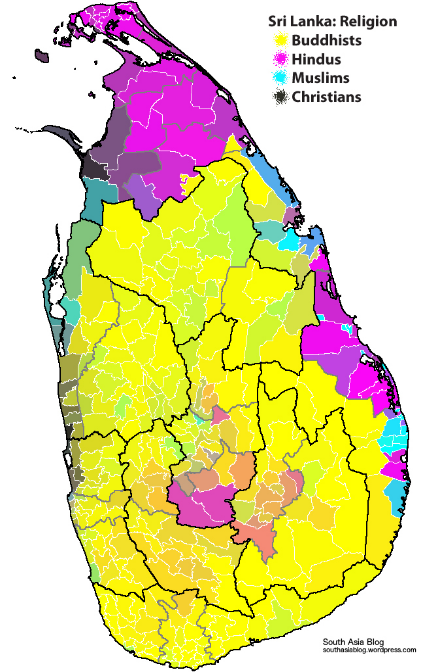 Sri Lanka: Religion
Buddhists
Hindus
Muslims
Christians
South Asia Blog
southasiablog.wordpress.com